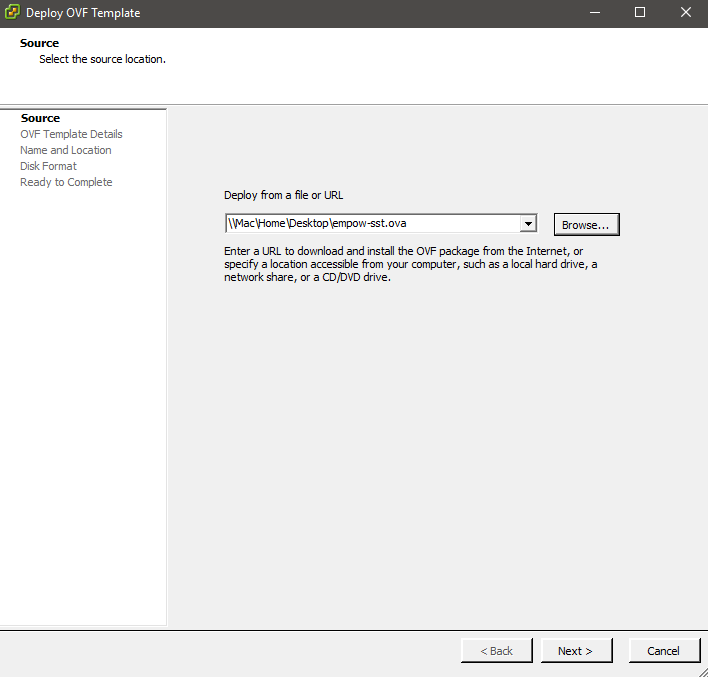 Deploy OVF Template
Source
Select the source location.
Source
OVF Template Details
Name and Location
Disk Format
Ready to Complete
Deploy from a file or URL
\\Mac\Home\Desktop\empow-sst.ova
Browse...
Enter a URL to download and install the OVF package from the Internet, or
specify a location accessible from your computer, such as a local hard drive, a
network share, or a CD/DVD drive.
< Back
Next >
Cancel